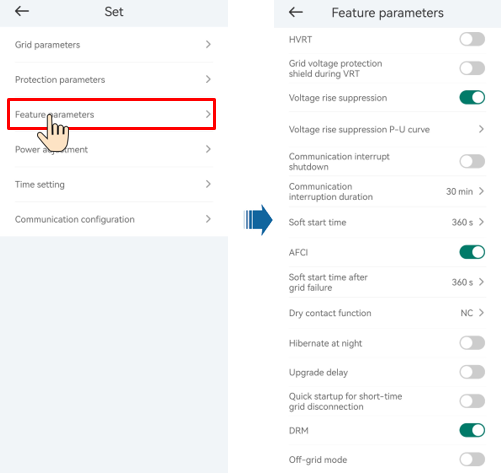 Set
Grid parameters
Protection parameters
Feature parameters
Power adjustment
Time setting
Communication configuration
Feature parameters
HVRT
Grid voltage protection
shield during VRT
Voltage rise suppression
Voltage rise suppression P-U curve
Communication interrupt
shutdown
Communication
interruption duration
30 min
Soft start time
360 s
AFCI
Soft start time after
grid failure
360 s
Dry contact function
NC
Hibernate at night
Upgrade delay
Quick startup for short-time
grid disconnection
DRM
Off-grid mode